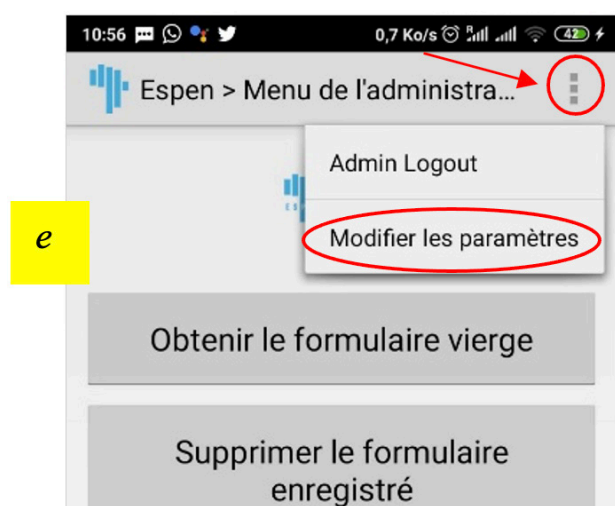 10:56 0,7 Ko/s R 42
Espen > Menu de l'administra...
Admin Logout
Modifier les paramètres
e
Obtenir le formulaire vierge
Supprimer le formulaire
enregistré